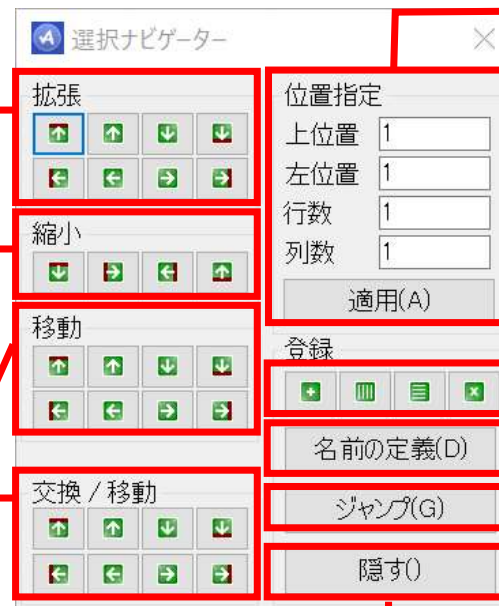 選択ナビゲーター
拡張
縮小
移動
交換 / 移動
位置指定
上位置 1
左位置 1
行数 1
列数 1
適用(A)
登録
名前の定義(D)
ジャンプ(G)
隠す()